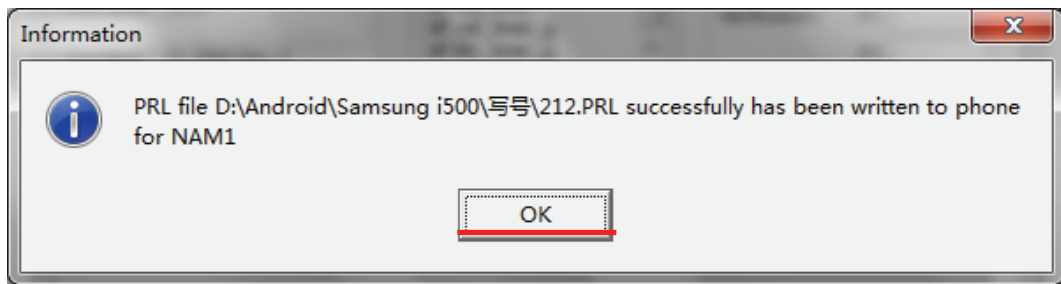 Information
PRL file D:\Android\Samsung i500\写号\212.PRL successfully has been written to phone
for NAM1
OK